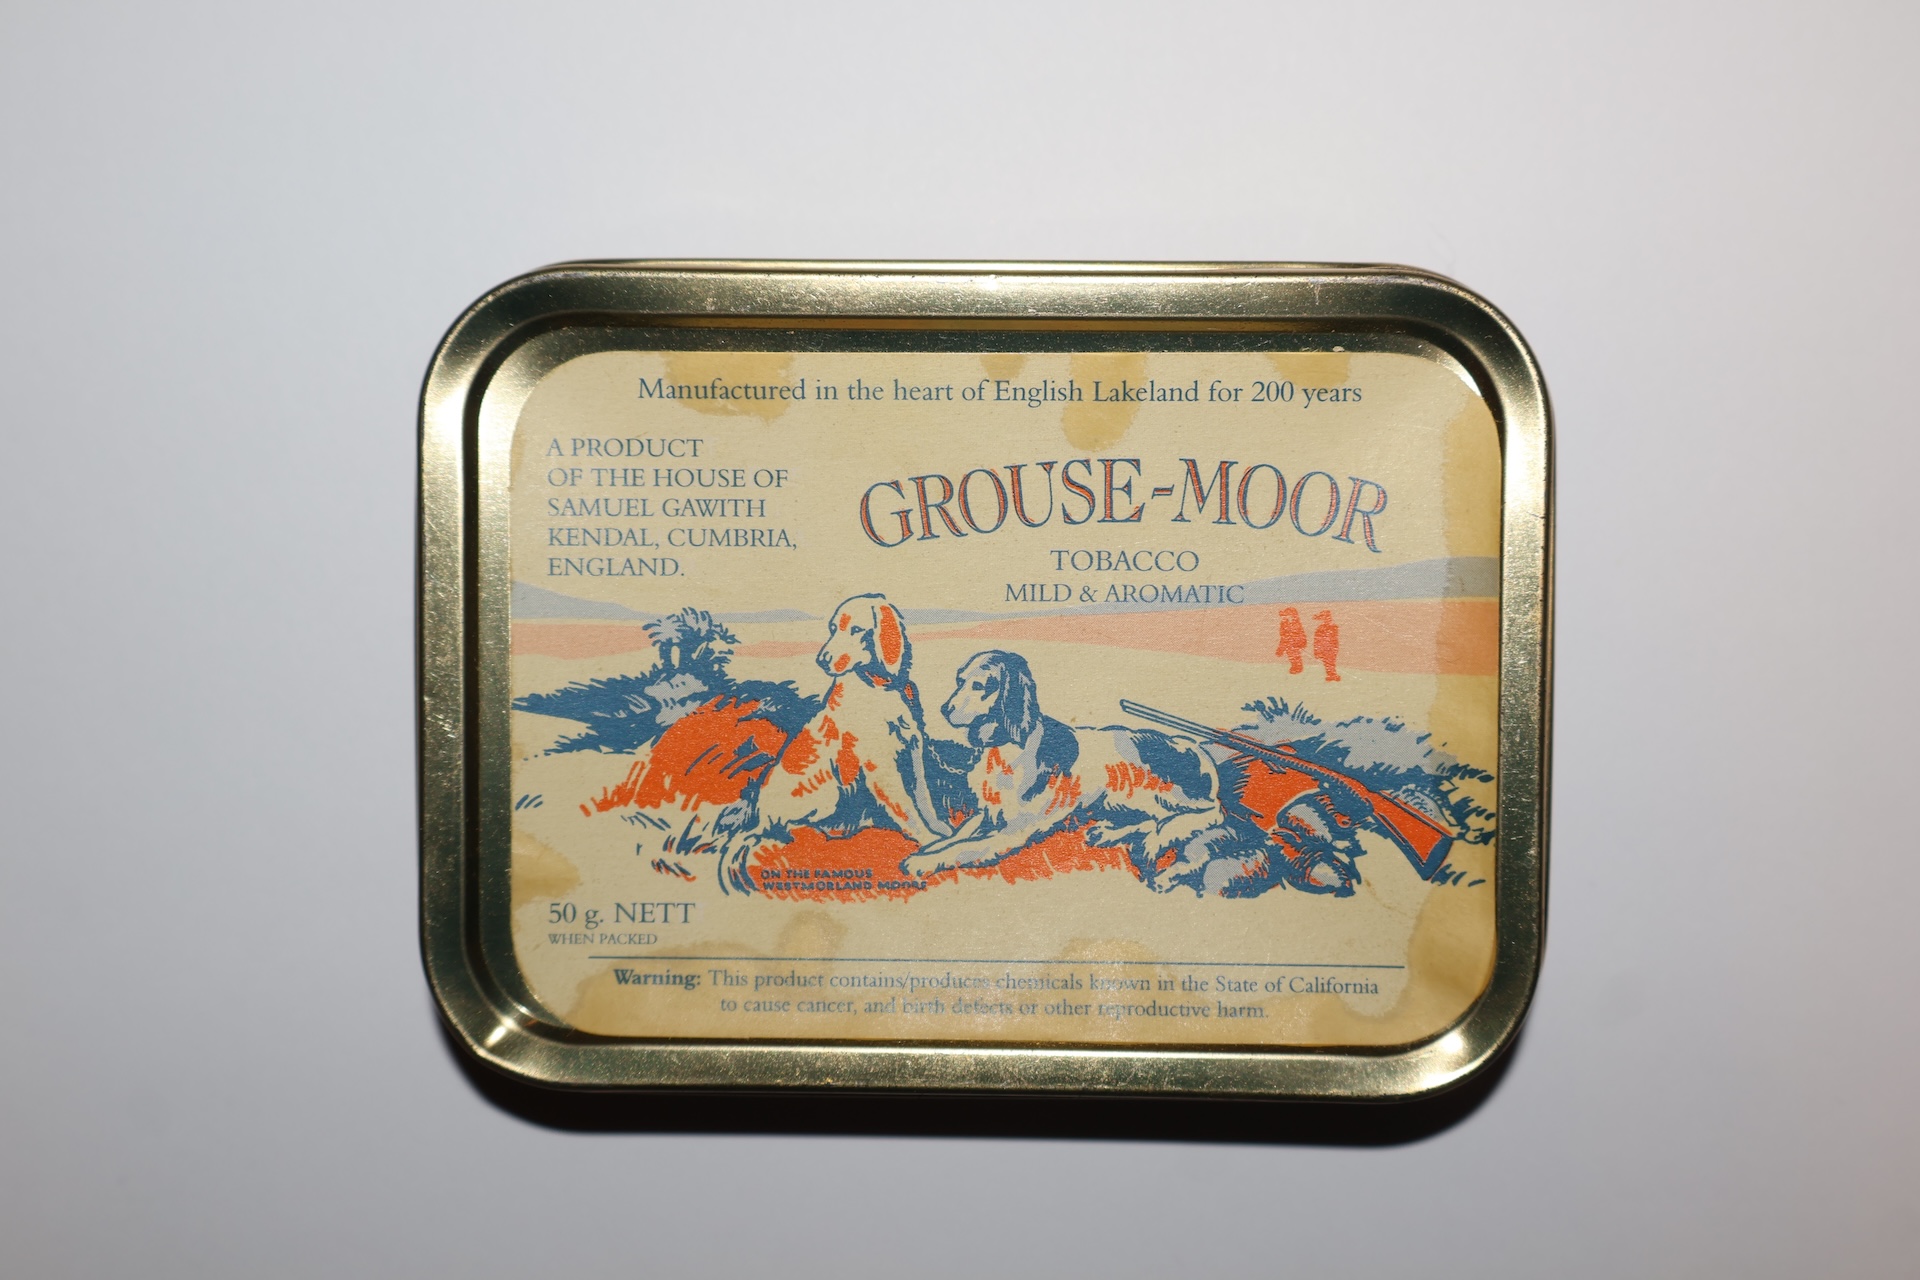 Manufactured in the heart of English Lakeland for 200 years
A PRODUCT
OF THE HOUSE OF
SAMUEL GAWITH
KENDAL, CUMBRIA,
ENGLAND.
GROUSE-MOOR
TOBACCO
MILD & AROMATIC
ON THE FAMOUS
WESTMORLAND MOORS
50 g. NETT
WHEN PACKED
Warning: This product contains/produces chemicals known in the State of California
to cause cancer, and birth defects or other reproductive harm.